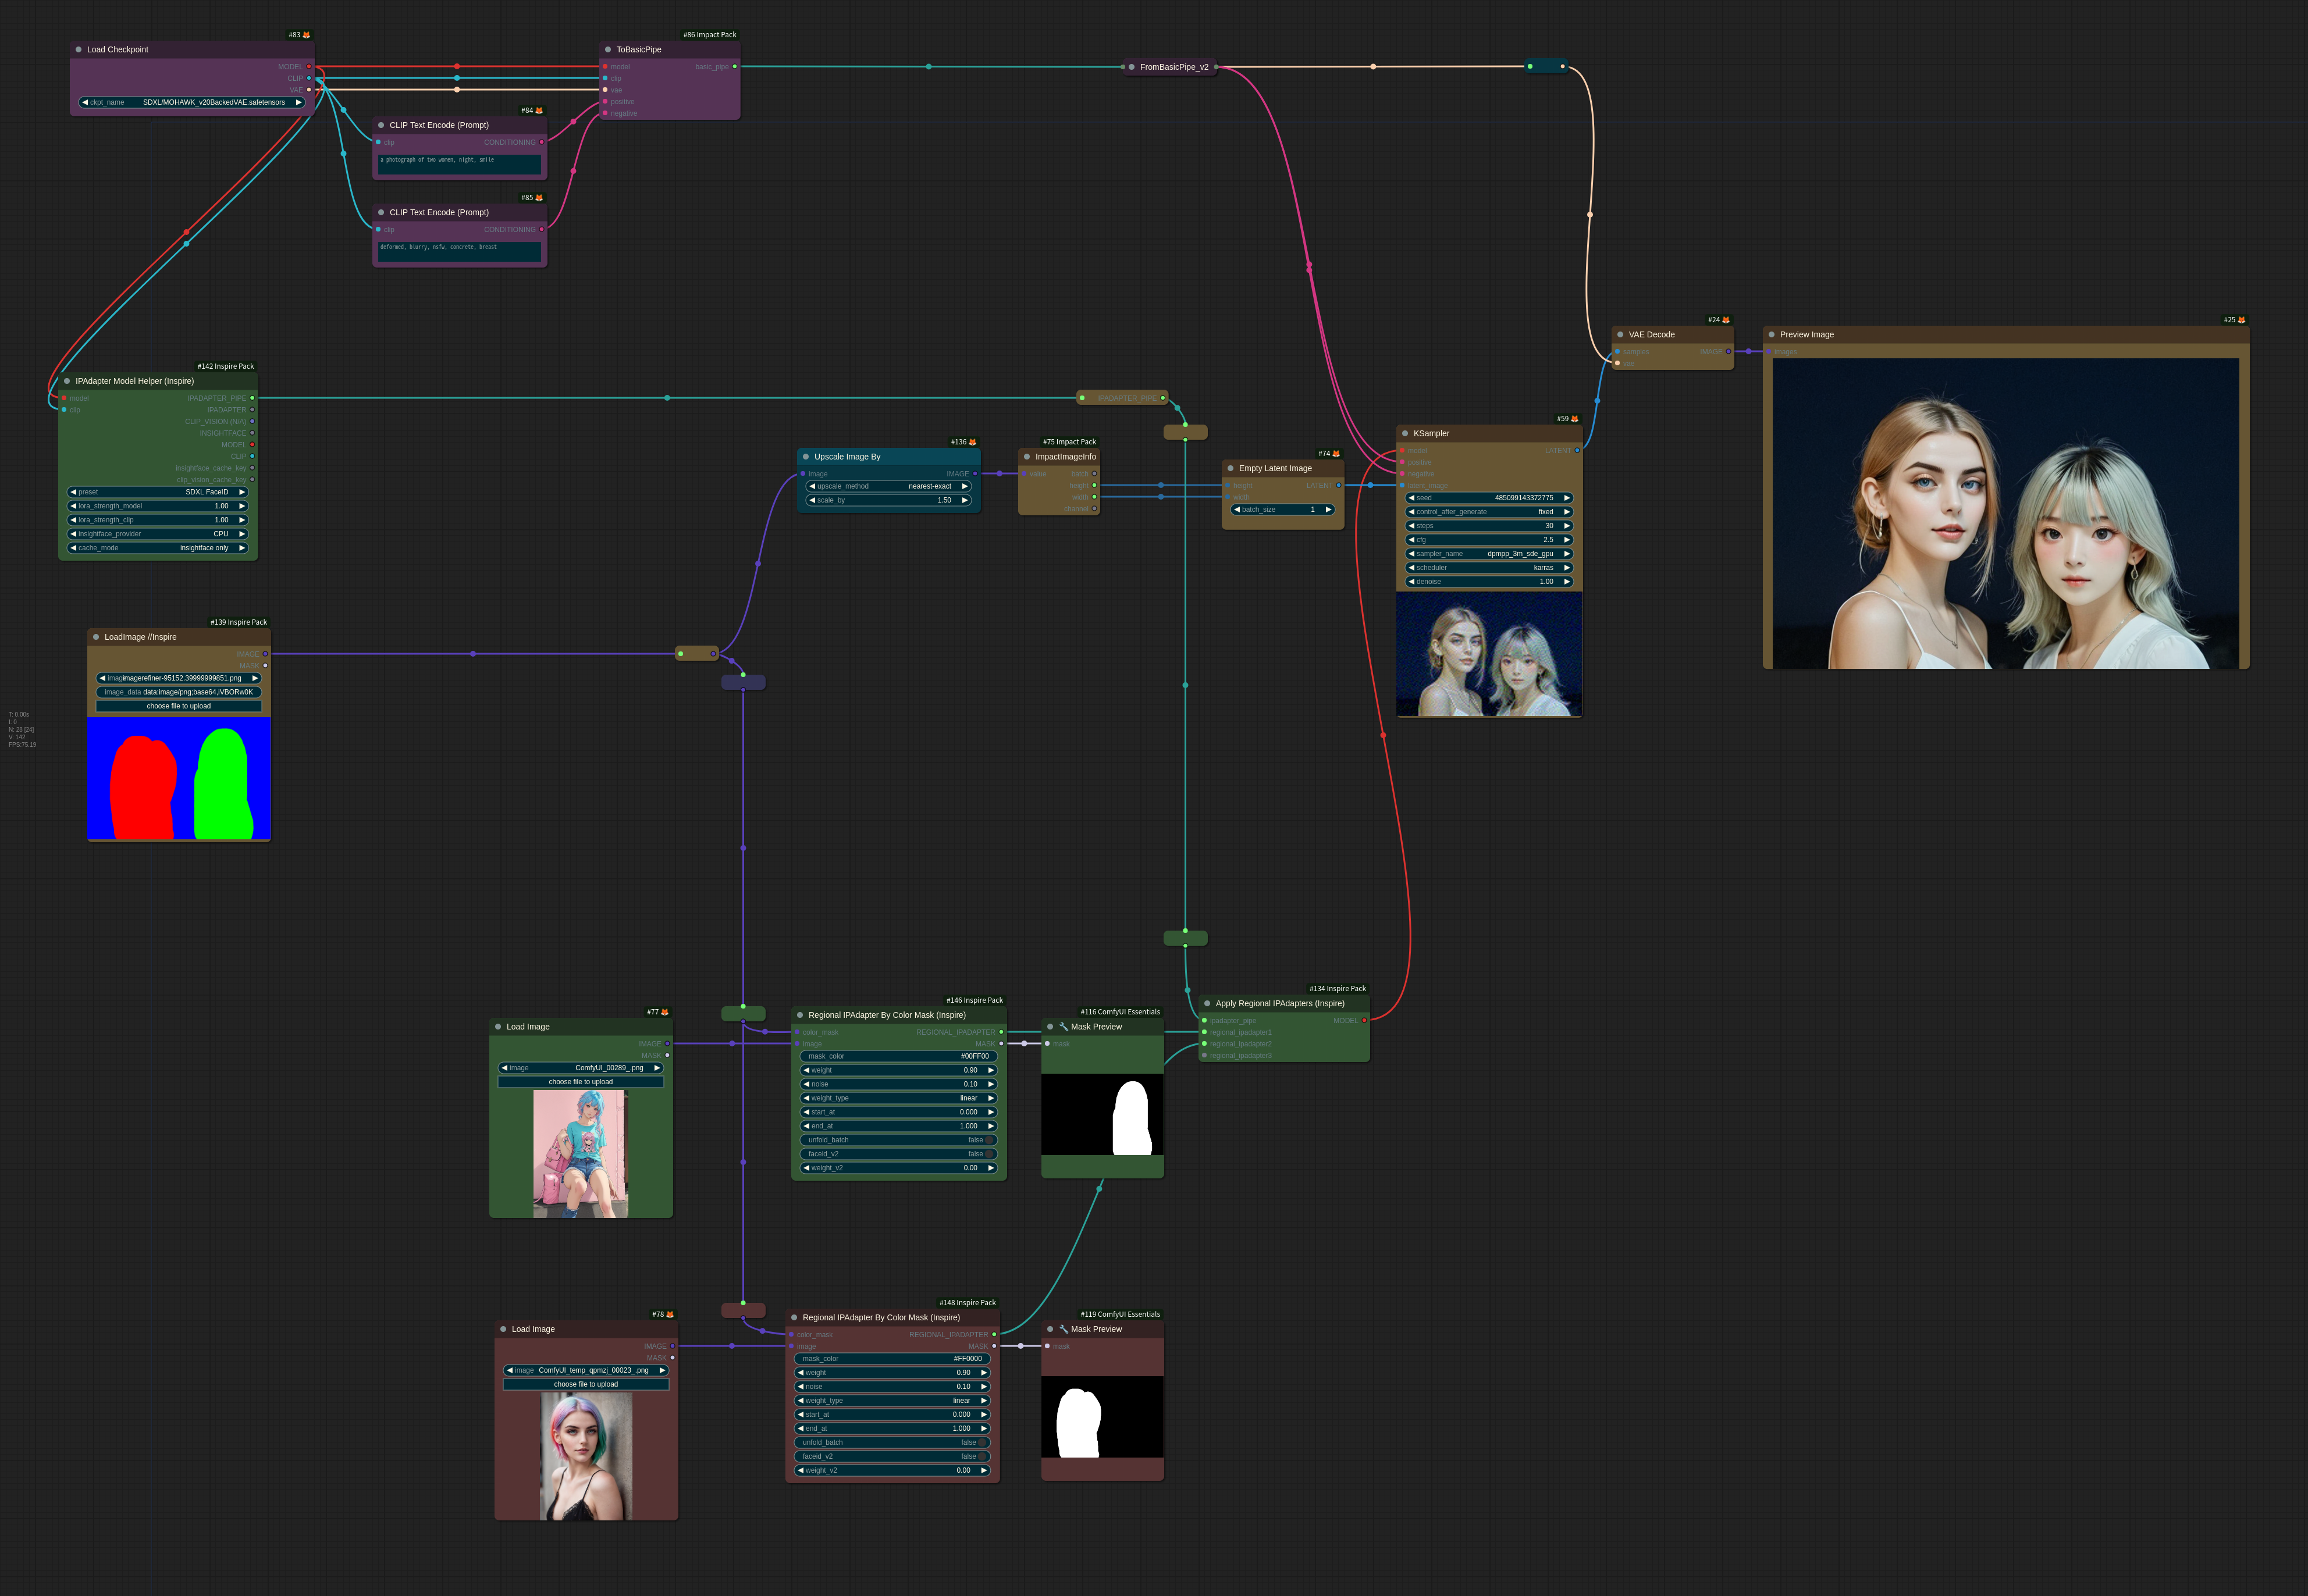 #83
Load Checkpoint
MODEL
CLIP
VAE
ckpt_name SDXL/MOHAWK_v20BackedVAE.safetensors
#86 Impact Pack
ToBasicPipe
model basic_pipe
clip
vae
positive
negative
#84
CLIP Text Encode (Prompt)
clip CONDITIONING
a photograph of two women, night, smile
#85
CLIP Text Encode (Prompt)
clip CONDITIONING
deformed, blurry, nsfw, concrete, breast
FromBasicPipe_v2
#24
VAE Decode
samples IMAGE
vae
#25
Preview Image
images
#142 Inspire Pack
IPAdapter Model Helper (Inspire)
model IPADAPTER_PIPE
clip IPADAPTER
CLIP_VISION (N/A)
INSIGHTFACE
MODEL
CLIP
insightface_cache_key
clip_vision_cache_key
preset SDXL FaceID
lora_strength_model 1.00
lora_strength_clip 1.00
insightface_provider CPU
cache_mode insightface only
IPADAPTER_PIPE
#136
Upscale Image By
image IMAGE
upscale_method nearest-exact
scale_by 1.50
#75 Impact Pack
ImpactImageInfo
value batch
height
width
channel
#74
Empty Latent Image
height LATENT
width
batch_size 1
#59
KSampler
model LATENT
positive
negative
latent_image
seed 485099143372775
control_after_generate fixed
steps 30
cfg 2.5
sampler_name dpmpp_3m_sde_gpu
scheduler karras
denoise 1.00
#139 Inspire Pack
LoadImage //Inspire
IMAGE
MASK
imagerefiner-95152.39999999851.png
image_data data:image/png;base64,iVBORw0K
choose file to upload
T: 0.00s
I: 0
N: 28 [24]
V: 142
FPS:75.19
#77
Load Image
IMAGE
MASK
image ComfyUI_00289_.png
choose file to upload
#146 Inspire Pack
Regional IPAdapter By Color Mask (Inspire)
color_mask REGIONAL_IPADAPTER
image MASK
mask_color #00FF00
weight 0.90
noise 0.10
weight_type linear
start_at 0.000
end_at 1.000
unfold_batch false
faceid_v2 false
weight_v2 0.00
#116 ComfyUI Essentials
Mask Preview
mask
#134 Inspire Pack
Apply Regional IPAdapters (Inspire)
ipadapter_pipe MODEL
regional_ipadapter1
regional_ipadapter2
regional_ipadapter3
#78
Load Image
IMAGE
MASK
image ComfyUI_temp_qpmzj_00023_.png
choose file to upload
#148 Inspire Pack
Regional IPAdapter By Color Mask (Inspire)
color_mask REGIONAL_IPADAPTER
image MASK
mask_color #FF0000
weight 0.90
noise 0.10
weight_type linear
start_at 0.000
end_at 1.000
unfold_batch false
faceid_v2 false
weight_v2 0.00
#119 ComfyUI Essentials
Mask Preview
mask